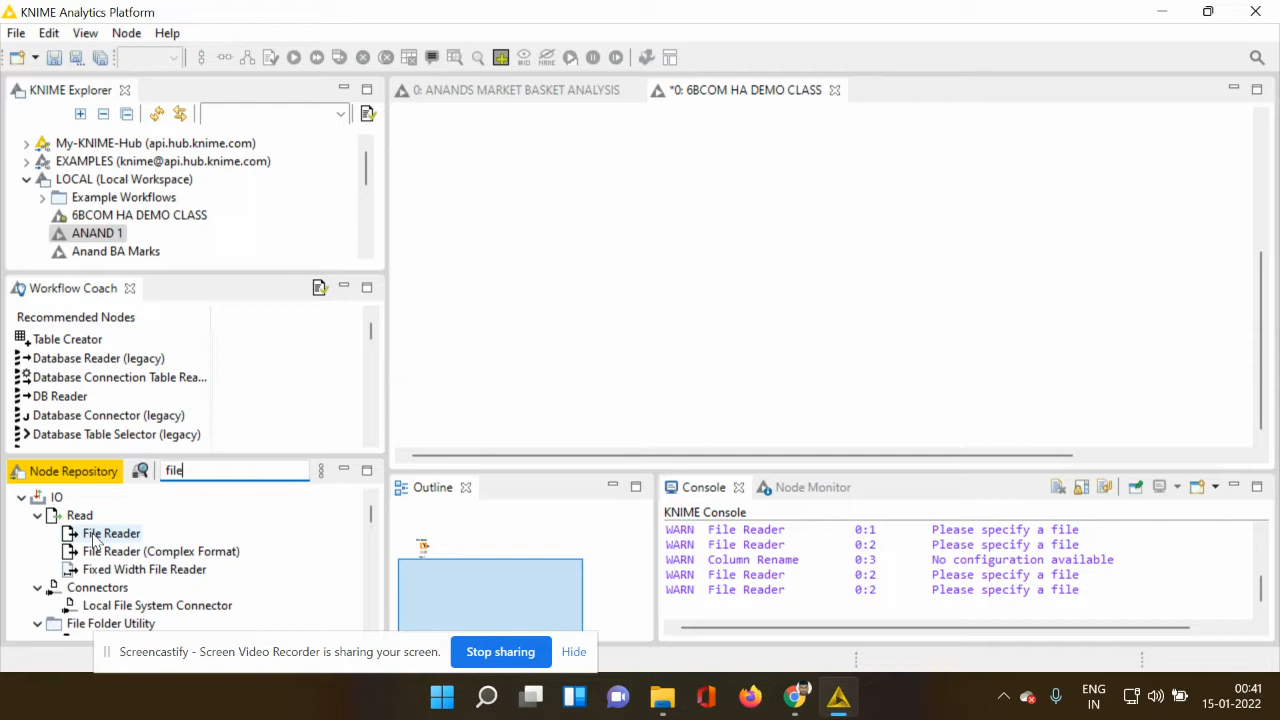 KNIME Analytics Platform
File Edit View Node Help
KNIME Explorer
0: ANANDS MARKET BASKET ANALYSIS
*0: 6BCOM HA DEMO CLASS
My-KNIME-Hub (api.hub.knime.com)
EXAMPLES (knime@api.hub.knime.com)
LOCAL (Local Workspace)
Example Workflows
6BCOM HA DEMO CLASS
ANAND 1
Anand BA Marks
Workflow Coach
Recommended Nodes
Table Creator
Database Reader (legacy)
Database Connection Table Rea...
DB Reader
Database Connector (legacy)
Database Table Selector (legacy)
Node Repository
file
IO
Read
File Reader
File Reader (Complex Format)
Fixed Width File Reader
Connectors
Local File System Connector
File Folder Utility
Outline
Console
Node Monitor
KNIME Console
WARN File Reader 0:1 Please specify a file
WARN File Reader 0:2 Please specify a file
WARN Column Rename 0:3 No configuration available
WARN File Reader 0:2 Please specify a file
WARN File Reader 0:2 Please specify a file
Screencastify - Screen Video Recorder is sharing your screen.
Stop sharing
Hide
ENG
IN
00:41
15-01-2022